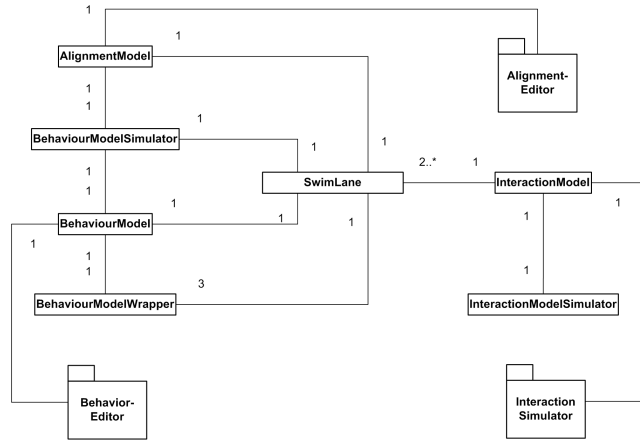 1
1
AlignmentModel
Alignment-
Editor
1
1
1
1
1
BehaviourModelSimulator
2..*
1
SwimLane
InteractionModel
1
1
1
1
1
1
1
BehaviourModel
1
1
1
1
1
3
BehaviourModelWrapper
InteractionModelSimulator
Behavior-
Editor
Interaction
Simulator